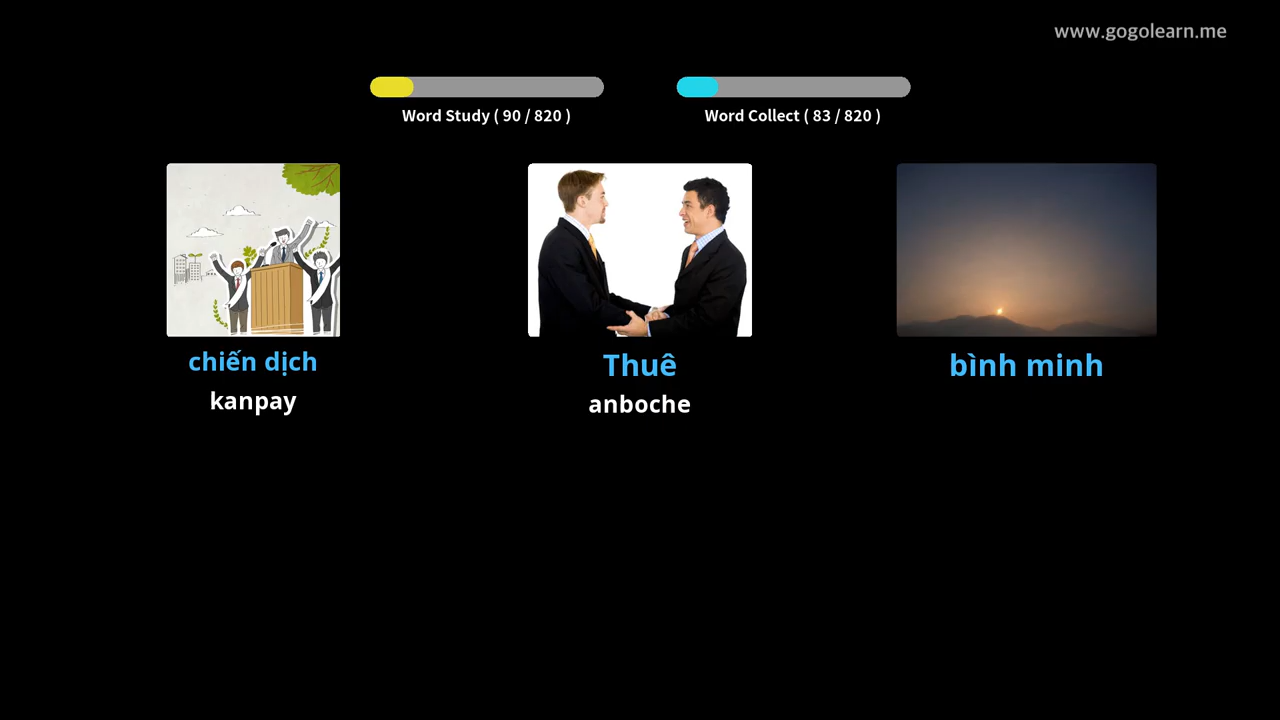 www.gogolearn.me
Word Study ( 90 / 820 )
Word Collect ( 83 / 820 )
chiến dịch
Thuê
bình minh
kanpay
anboche